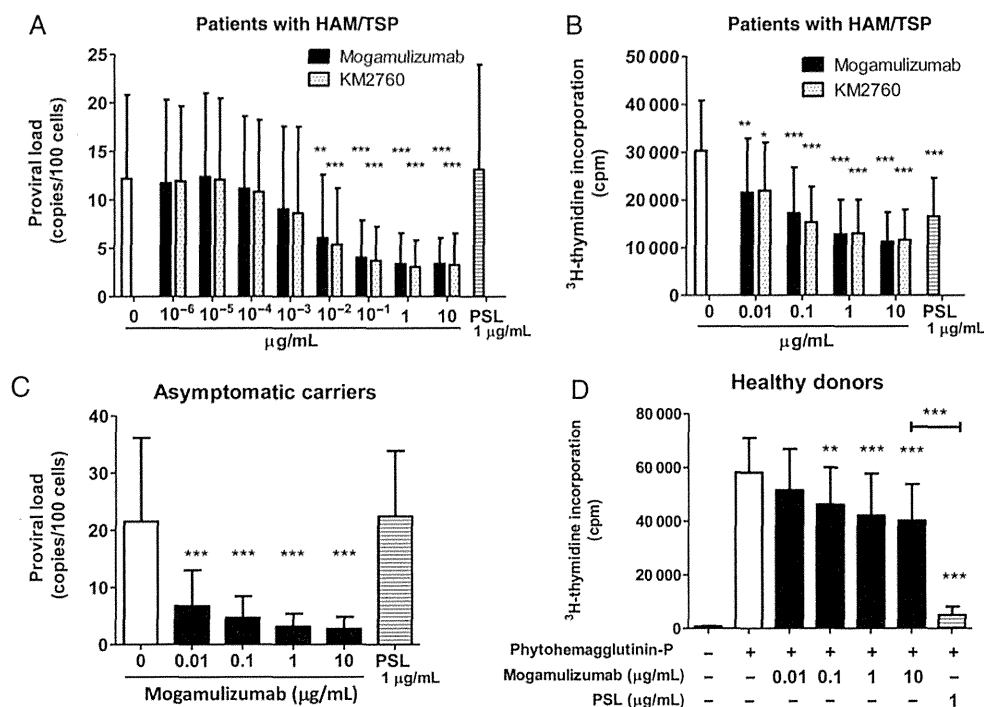 A
Patients with HAM/TSP
Mogamulizumab
KM2760
Proviral load
(copies/100 cells)
25
20
15
10
5
0
** *** *** ***
*** *** *** ***
0 10⁻⁶ 10⁻⁵ 10⁻⁴ 10⁻³ 10⁻² 10⁻¹ 1 10 PSL
1 μg/mL
μg/mL
B
Patients with HAM/TSP
Mogamulizumab
KM2760
³H-thymidine incorporation
(cpm)
50 000
40 000
30 000
20 000
10 000
0
** * *** *** *** *** *** *** ***
0 0.01 0.1 1 10 PSL
1 μg/mL
μg/mL
C
Asymptomatic carriers
Proviral load
(copies/100 cells)
40
30
20
10
0
*** *** *** ***
0 0.01 0.1 1 10 PSL
1 μg/mL
Mogamulizumab (μg/mL)
D
Healthy donors
³H-thymidine incorporation
(cpm)
80 000
60 000
40 000
20 000
0
***
** *** ***
***
Phytohemagglutinin-P – + + + + + +
Mogamulizumab (μg/mL) – – 0.01 0.1 1 10 –
PSL (μg/mL) – – – – – – 1